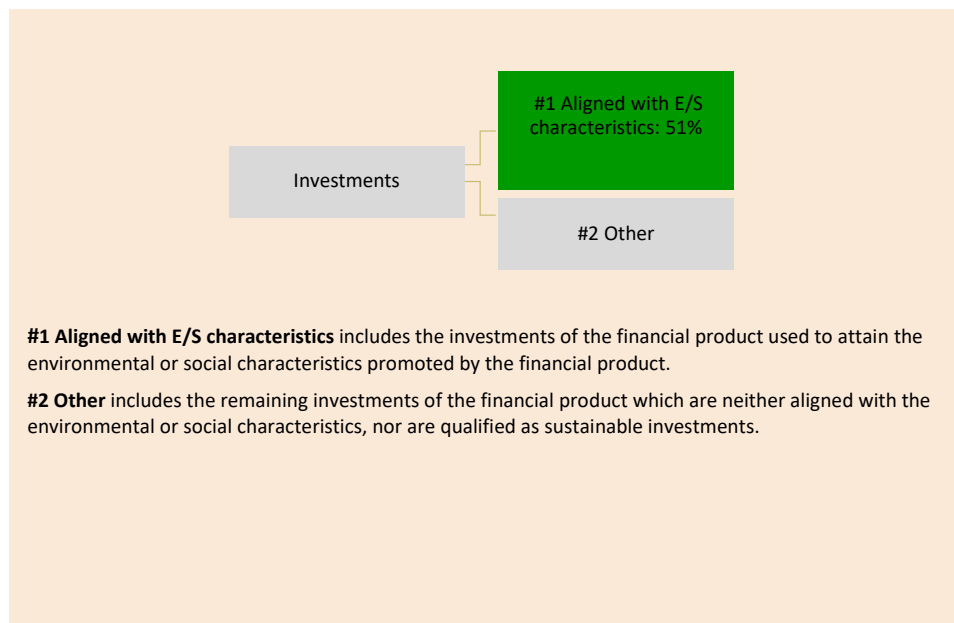 #1 Aligned with E/S
characteristics: 51%
Investments
#2 Other
#1 Aligned with E/S characteristics includes the investments of the financial product used to attain the
environmental or social characteristics promoted by the financial product.
#2 Other includes the remaining investments of the financial product which are neither aligned with the
environmental or social characteristics, nor are qualified as sustainable investments.